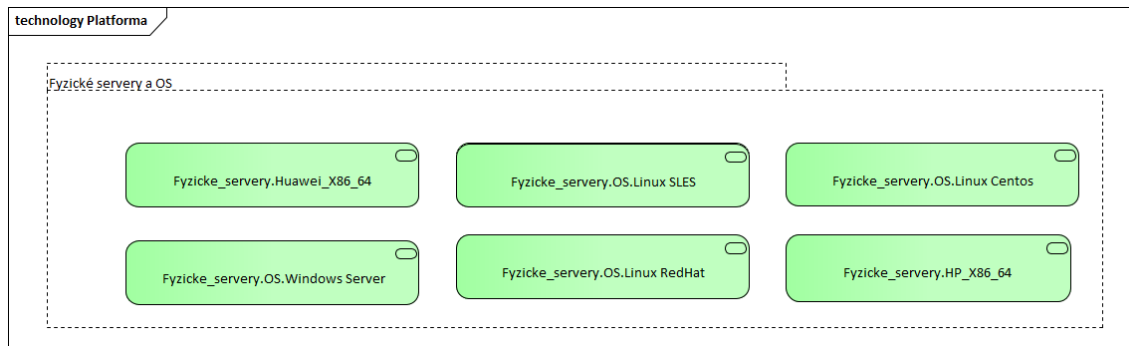 technology Platforma
Fyzické servery a OS
Fyzicke_servery.Huawei_X86_64
Fyzicke_servery.OS.Linux SLES
Fyzicke_servery.OS.Linux Centos
Fyzicke_servery.OS.Windows Server
Fyzicke_servery.OS.Linux RedHat
Fyzicke_servery.HP_X86_64